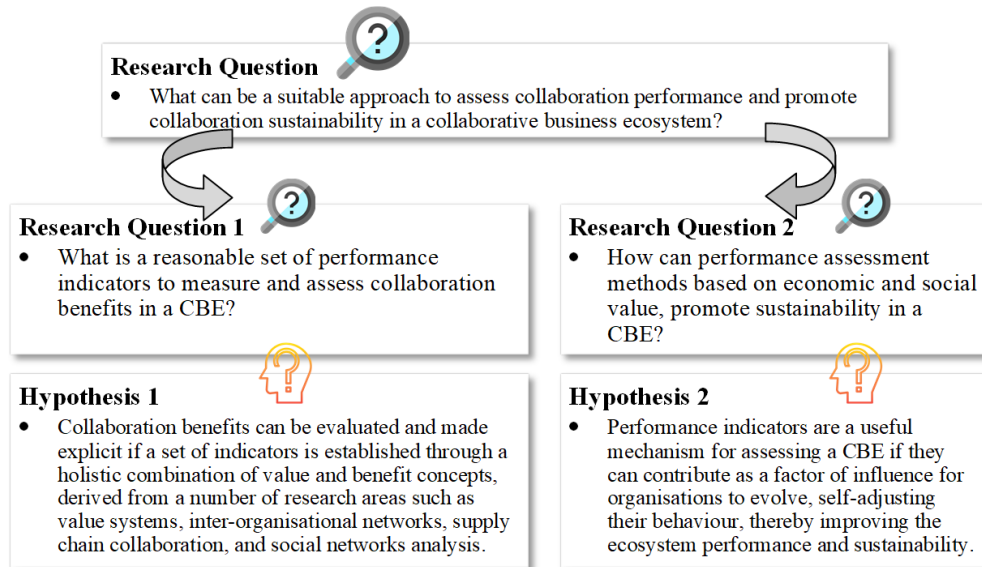 Research Question
• What can be a suitable approach to assess collaboration performance and promote
collaboration sustainability in a collaborative business ecosystem?
Research Question 1
• What is a reasonable set of performance
indicators to measure and assess collaboration
benefits in a CBE?
Research Question 2
• How can performance assessment
methods based on economic and social
value, promote sustainability in a
CBE?
Hypothesis 1
• Collaboration benefits can be evaluated and made
explicit if a set of indicators is established through a
holistic combination of value and benefit concepts,
derived from a number of research areas such as
value systems, inter-organisational networks, supply
chain collaboration, and social networks analysis.
Hypothesis 2
• Performance indicators are a useful
mechanism for assessing a CBE if they
can contribute as a factor of influence for
organisations to evolve, self-adjusting
their behaviour, thereby improving the
ecosystem performance and sustainability.